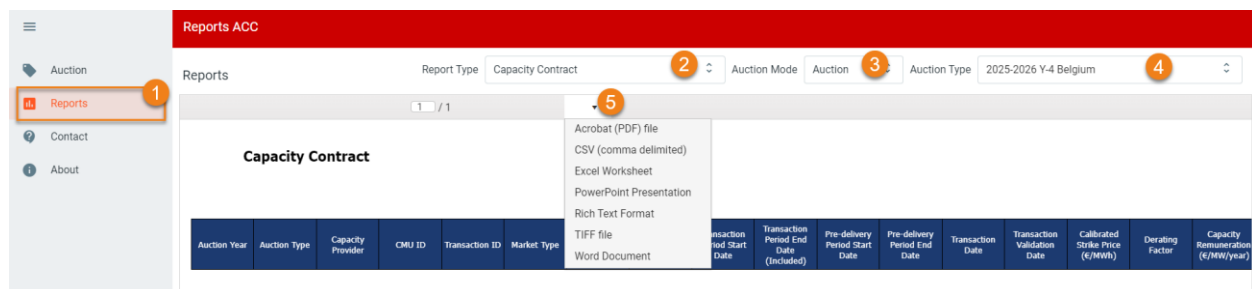 Reports ACC
Auction
Reports
Contact
About
1
Reports
Report Type
Capacity Contract
2
Auction Mode
Auction
3
Auction Type
2025-2026 Y-4 Belgium
4
1 / 1
5
Acrobat (PDF) file
CSV (comma delimited)
Excel Worksheet
PowerPoint Presentation
Rich Text Format
TIFF file
Word Document
Capacity Contract
Auction Year
Auction Type
Capacity
Provider
CMU ID
Transaction ID
Market Type
Date
Transaction
Period End
Date
(Included)
Pre-delivery
Period Start
Date
Pre-delivery
Period End
Date
Transaction
Date
Transaction
Validation
Date
Calibrated
Strike Price
(€/MWh)
Derating
Factor
Capacity
Remuneration
(€/MW/year)